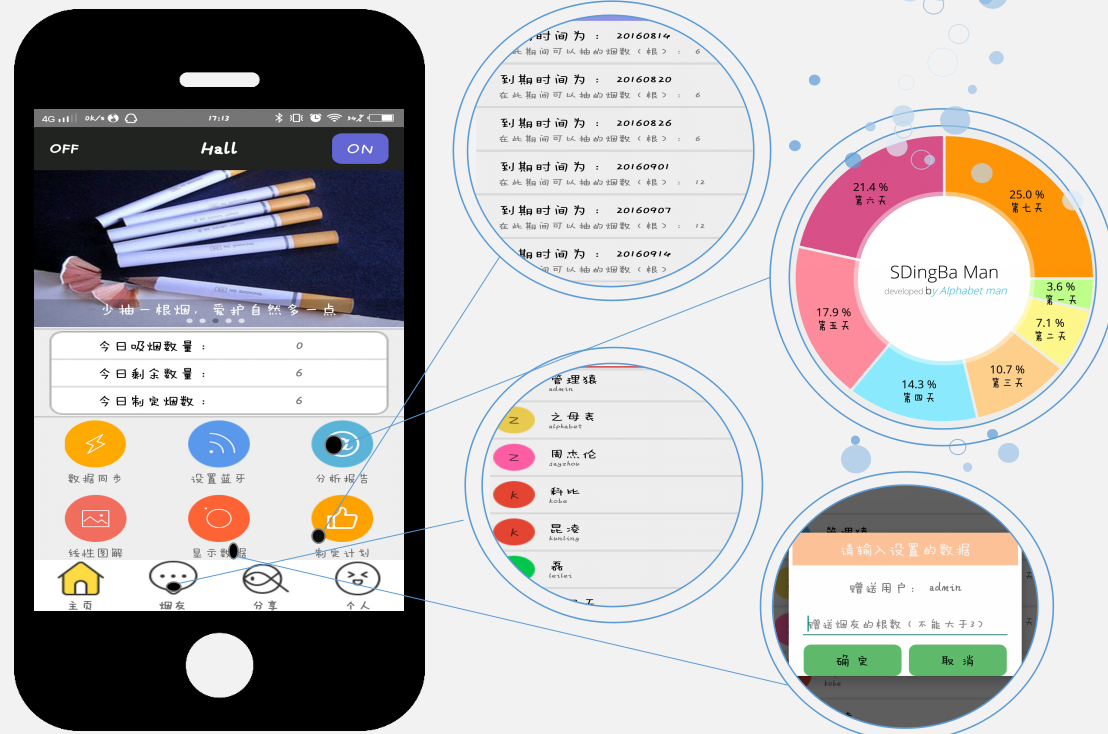 4G 0k/s 17:13
OFF Hall ON
少抽一根烟，爱护自然多一点
今日吸烟数量： 0
今日剩余数量： 6
今日制定烟数： 6
数据同步 设置蓝牙 分析报告
线性图解 显示数据 制定计划
主页 烟友 分享 个人
时间为： 20160814
此期间可以抽的烟数（根）： 6
到期时间为： 20160820
在此期间可以抽的烟数（根）： 6
到期时间为： 20160826
在此期间可以抽的烟数（根）： 6
到期时间为： 20160901
在此期间可以抽的烟数（根）： 12
到期时间为： 20160907
在此期间可以抽的烟数（根）： 12
期时间为： 20160914
间可以抽的烟数（根）
管理猿
admin
Z 之母表
alphabet
Z 周杰伦
jayzhou
K 科比
kobe
K 昆凌
kunling
磊
leilei
21.4 %
第六天
25.0 %
第七天
3.6 %
第一天
7.1 %
第二天
10.7 %
第三天
14.3 %
第四天
17.9 %
第五天
SDingBa Man
developed by Alphabet man
管理猿
请输入设置的数据
赠送用户： admin
赠送烟友的根数（不能大于3）
确定 取消
kobe